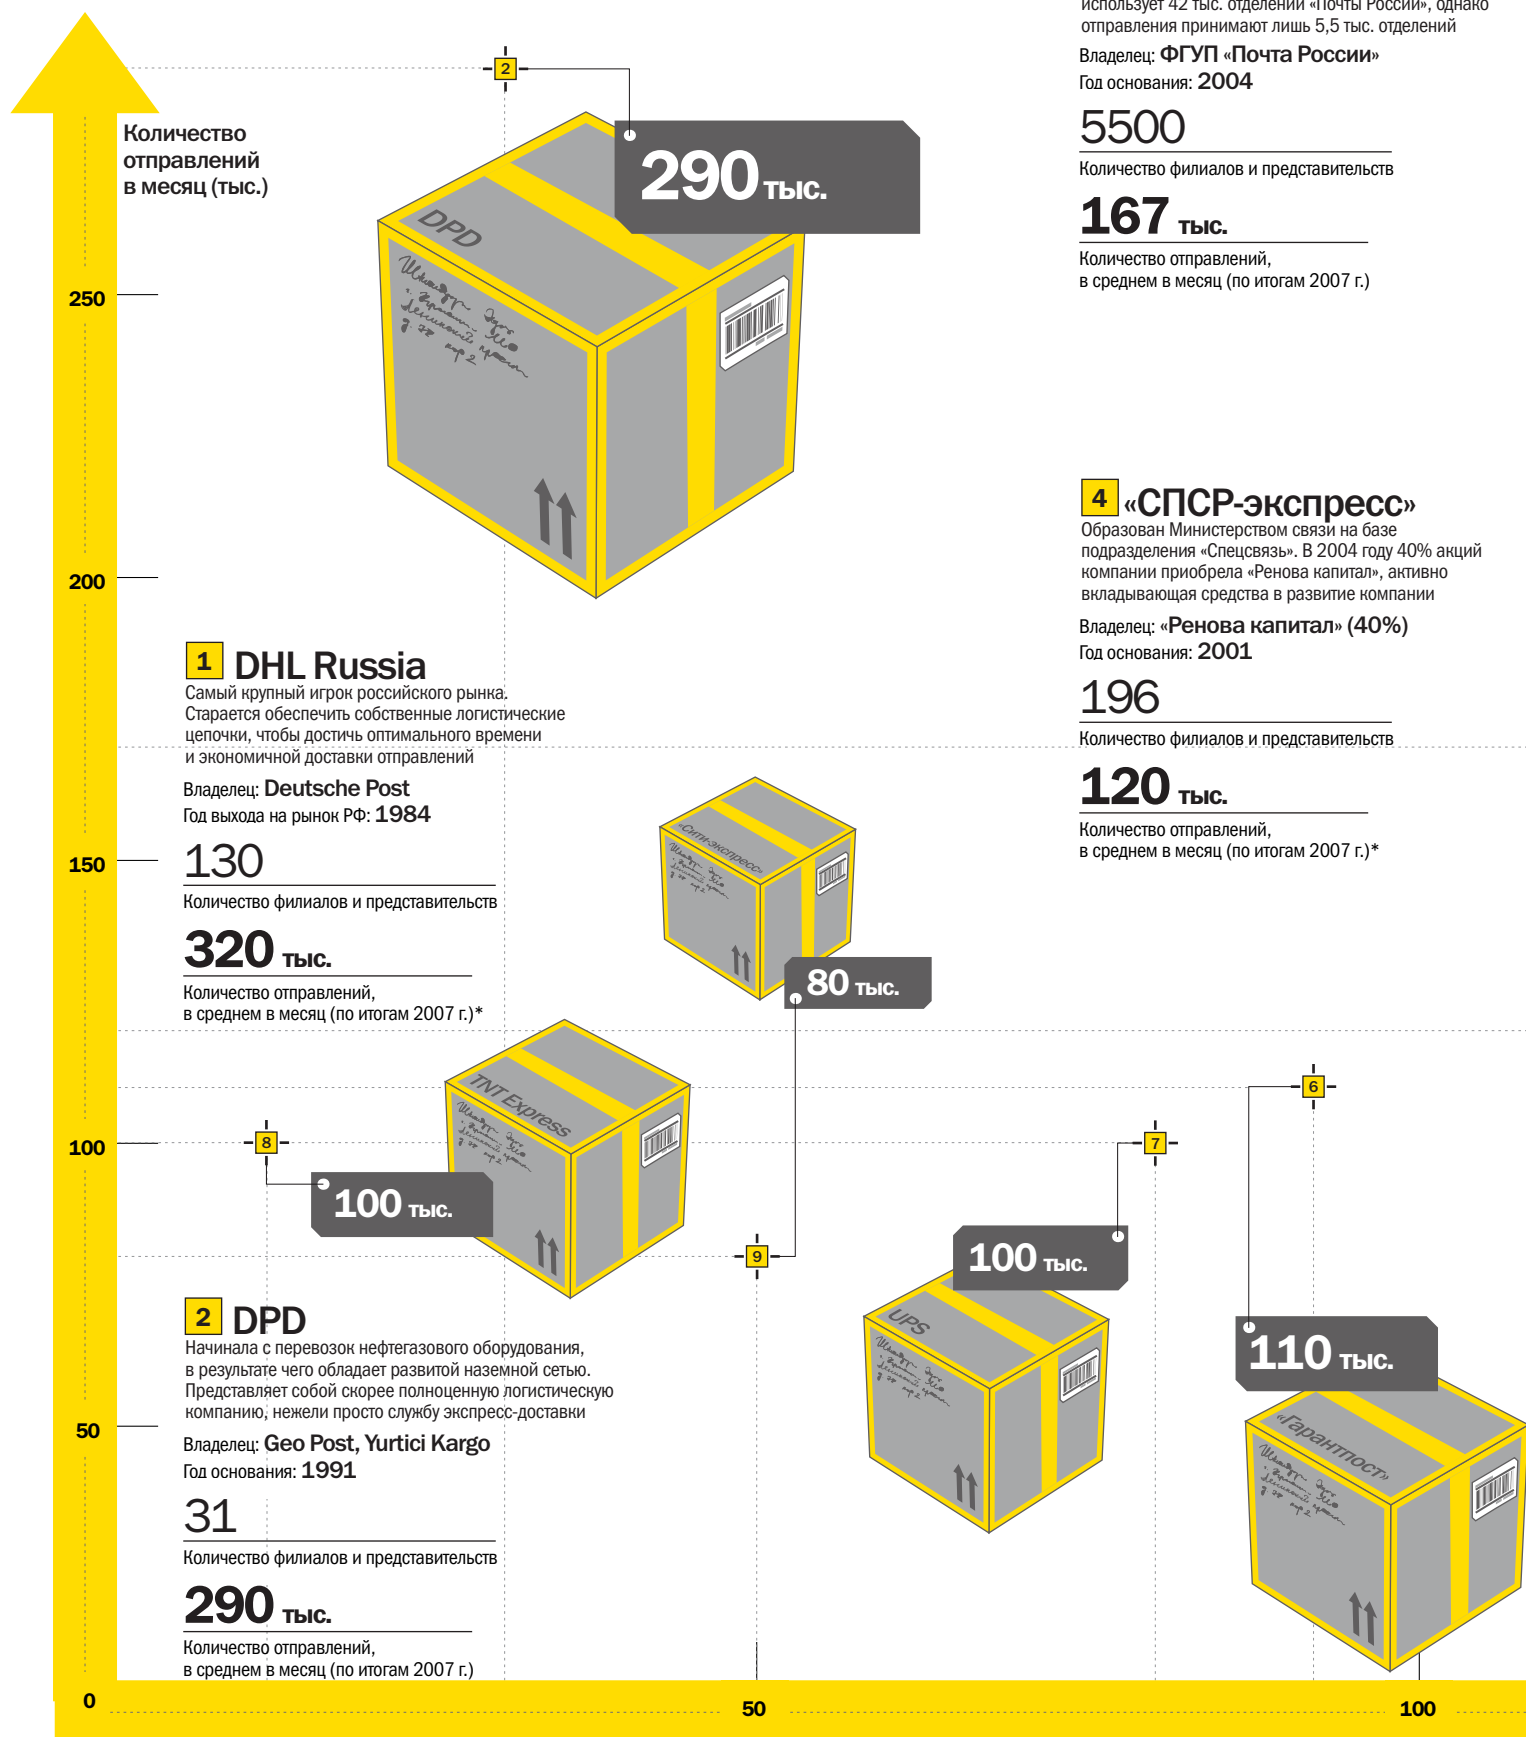 использует 42 тыс. отделений «Почты России», однако
отправления принимают лишь 5,5 тыс. отделений
Владелец: ФГУП «Почта России»
Год основания: 2004
5500
Количество филиалов и представительств
167 тыс.
Количество отправлений,
в среднем в месяц (по итогам 2007 г.)
Количество
отправлений
в месяц (тыс.)
2
290 тыс.
DPD
250
200
150
100
50
0
4 «СПСР-экспресс»
Образован Министерством связи на базе
подразделения «Спецсвязь». В 2004 году 40% акций
компании приобрела «Ренова капитал», активно
вкладывающая средства в развитие компании
Владелец: «Ренова капитал» (40%)
Год основания: 2001
196
Количество филиалов и представительств
120 тыс.
Количество отправлений,
в среднем в месяц (по итогам 2007 г.)*
1 DHL Russia
Самый крупный игрок российского рынка.
Старается обеспечить собственные логистические
цепочки, чтобы достичь оптимального времени
и экономичной доставки отправлений
Владелец: Deutsche Post
Год выхода на рынок РФ: 1984
130
Количество филиалов и представительств
320 тыс.
Количество отправлений,
в среднем в месяц (по итогам 2007 г.)*
«Сити-экспресс»
80 тыс.
9
TNT Express
8
100 тыс.
7
100 тыс.
UPS
6
110 тыс.
«Гарантпост»
2 DPD
Начинала с перевозок нефтегазового оборудования,
в результате чего обладает развитой наземной сетью.
Представляет собой скорее полноценную логистическую
компанию, нежели просто службу экспресс-доставки
Владелец: Geo Post, Yurtici Kargo
Год основания: 1991
31
Количество филиалов и представительств
290 тыс.
Количество отправлений,
в среднем в месяц (по итогам 2007 г.)
50
100